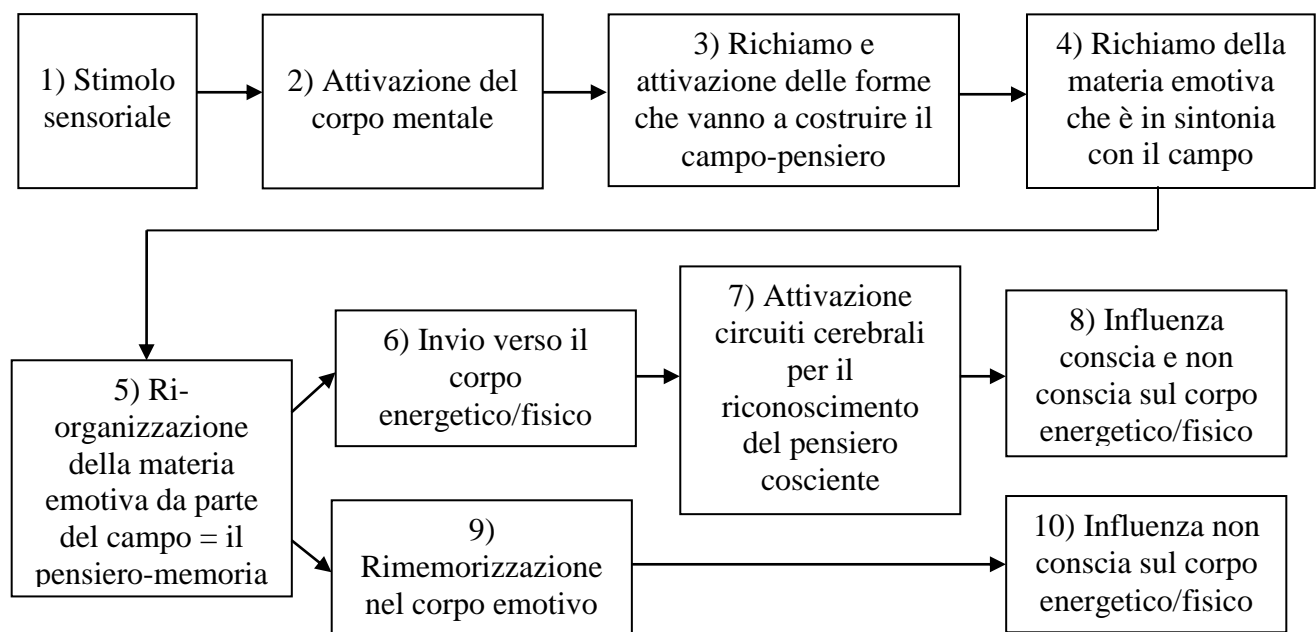 1) Stimolo
sensoriale
2) Attivazione del
corpo mentale
3) Richiamo e
attivazione delle forme
che vanno a costruire il
campo-pensiero
4) Richiamo della
materia emotiva
che è in sintonia
con il campo
5) Ri-
organizzazione
della materia
emotiva da parte
del campo = il
pensiero-memoria
6) Invio verso il
corpo
energetico/fisico
7) Attivazione
circuiti cerebrali
per il
riconoscimento
del pensiero
cosciente
8) Influenza
conscia e non
conscia sul corpo
energetico/fisico
9)
Rimemorizzazione
nel corpo emotivo
10) Influenza non
conscia sul corpo
energetico/fisico